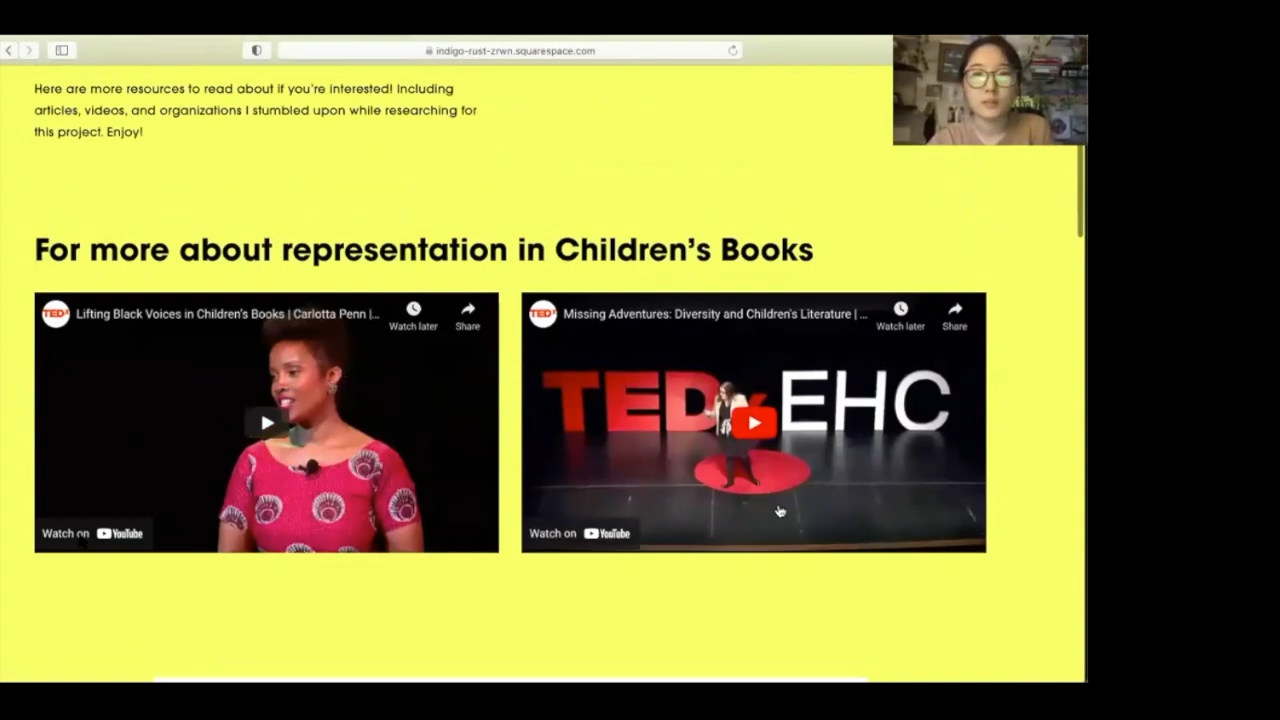 indigo-rust-zrwn.squarespace.com
Here are more resources to read about if you're interested! Including
articles, videos, and organizations I stumbled upon while researching for
this project. Enjoy!
For more about representation in Children's Books
TEDx
Lifting Black Voices in Children's Books | Carlotta Penn |...
Watch later
Share
Watch on YouTube
TEDx
Missing Adventures: Diversity and Children's Literature | ...
Watch later
Share
TEDx EHC
Watch on YouTube